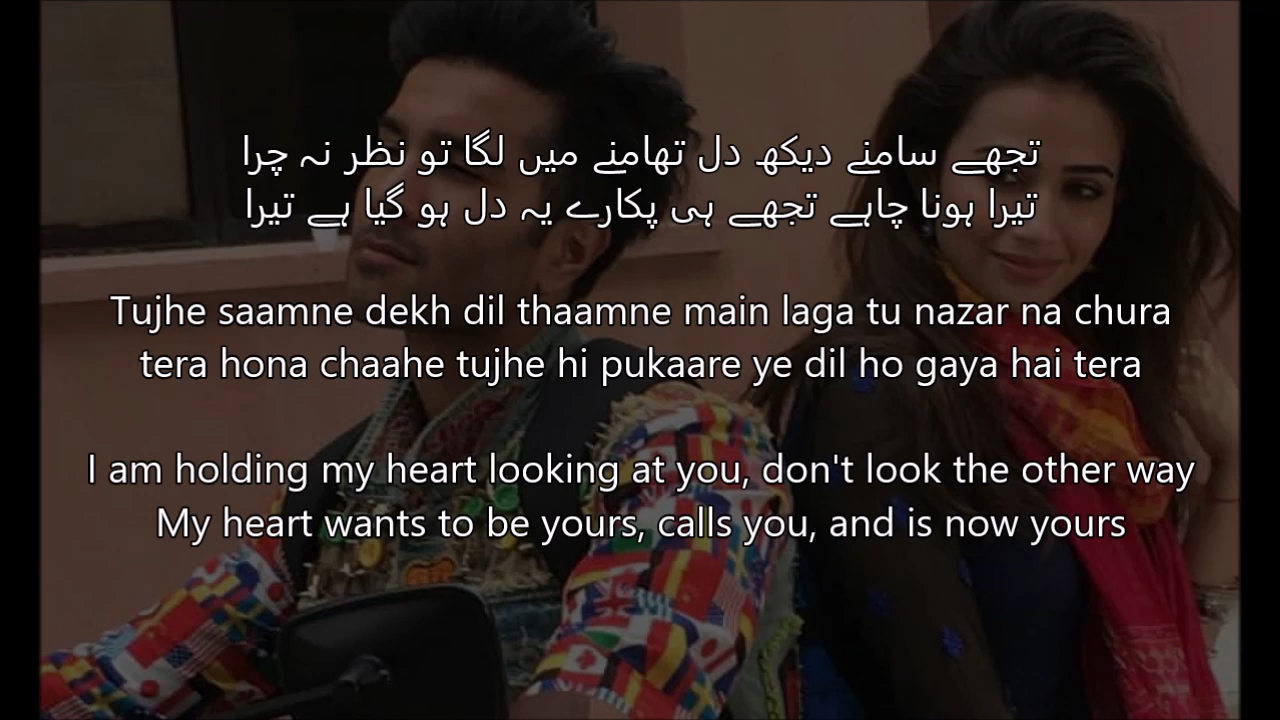 تجھے سامنے دیکھ دل تھامنے میں لگا تو نظر نہ چرا
تیرا ہونا چاہے تجھے ہی پکارے یہ دل ہو گیا ہے تیرا
Tujhe saamne dekh dil thaamne main laga tu nazar na chura
tera hona chaahe tujhe hi pukaare ye dil ho gaya hai tera
I am holding my heart looking at you, don't look the other way
My heart wants to be yours, calls you, and is now yours